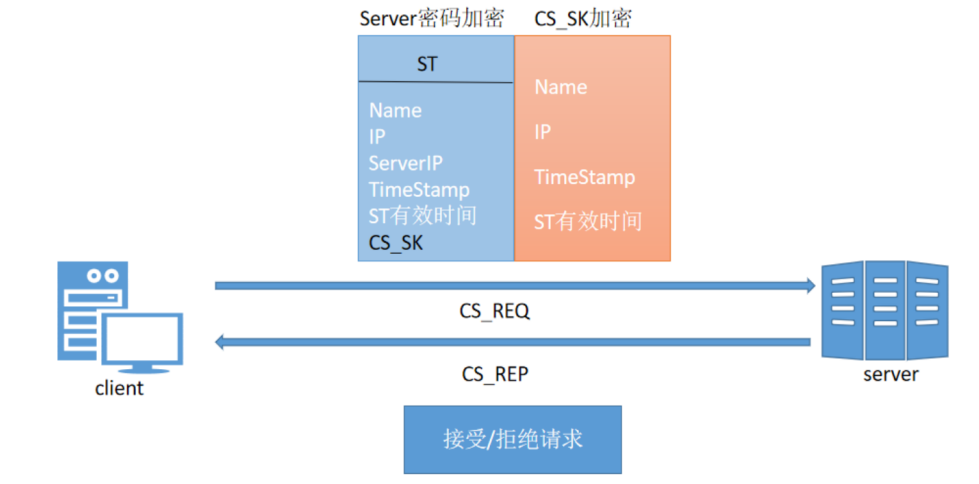 Server密码加密
CS_SK加密
ST
Name
IP
ServerIP
TimeStamp
ST有效时间
CS_SK
Name
IP
TimeStamp
ST有效时间
CS_REQ
CS_REP
client
server
接受/拒绝请求